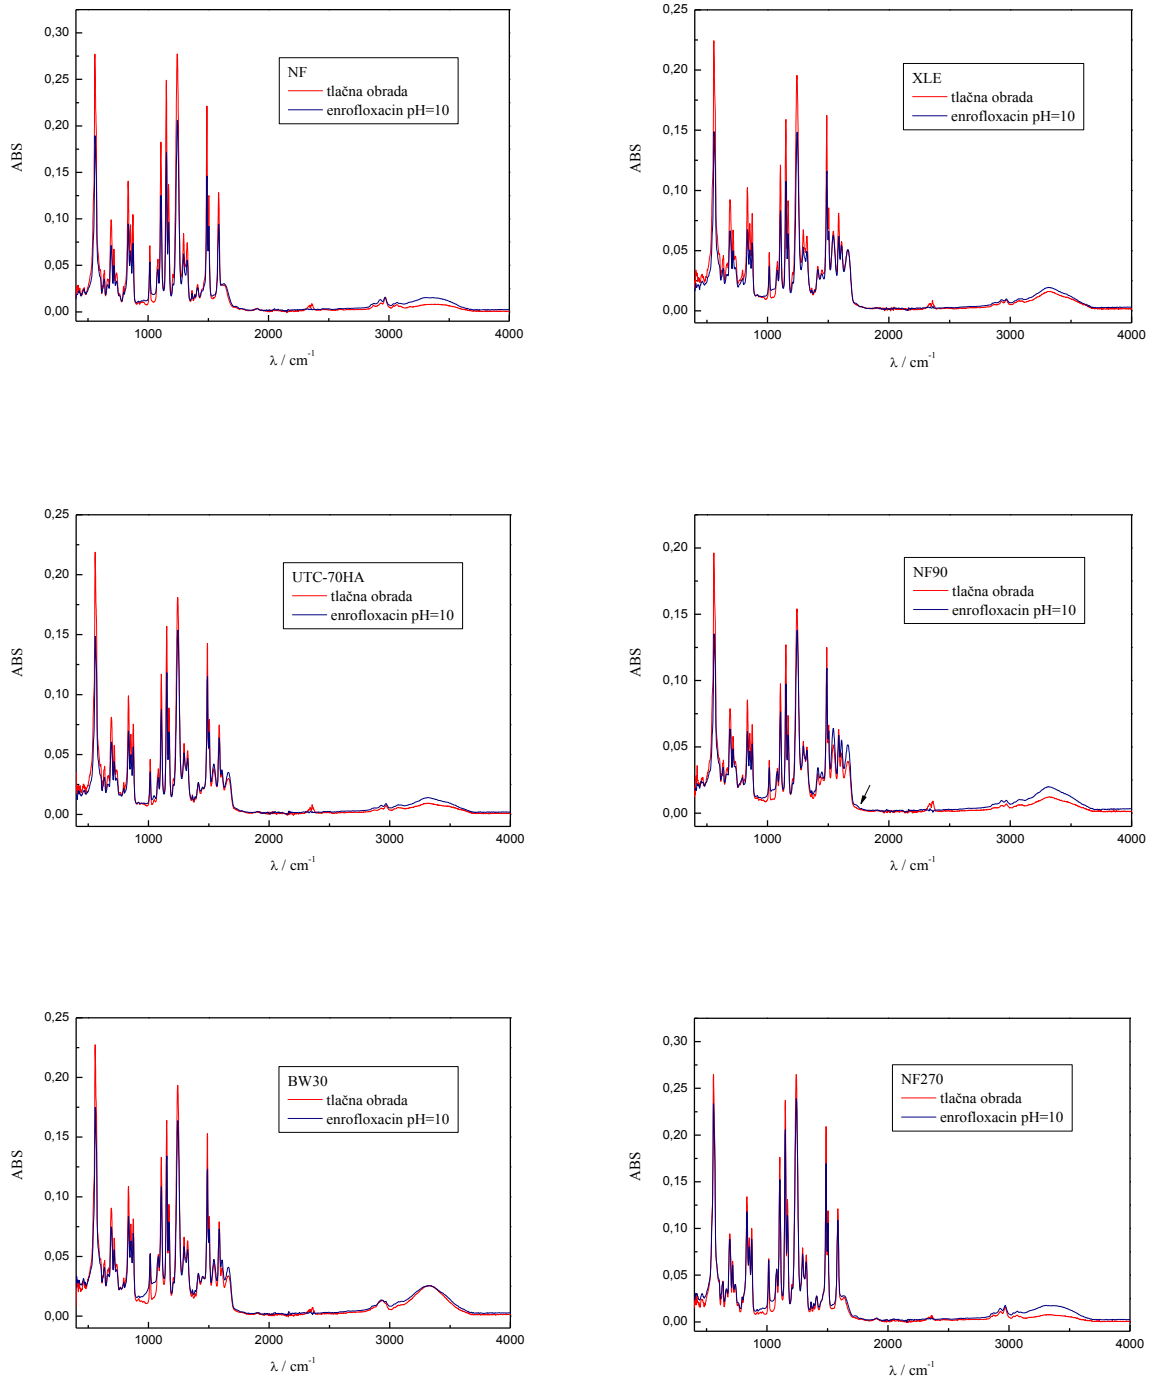 0,30
0,25
0,20
0,15
0,10
0,05
0,00
ABS
NF
tlačna obrada
enrofloxacin pH=10
1000 2000 3000 4000
λ / cm-1
0,25
0,20
0,15
0,10
0,05
0,00
ABS
XLE
tlačna obrada
enrofloxacin pH=10
1000 2000 3000 4000
λ / cm-1
0,25
0,20
0,15
0,10
0,05
0,00
ABS
UTC-70HA
tlačna obrada
enrofloxacin pH=10
1000 2000 3000 4000
λ / cm-1
0,20
0,15
0,10
0,05
0,00
ABS
NF90
tlačna obrada
enrofloxacin pH=10
1000 2000 3000 4000
λ / cm-1
0,25
0,20
0,15
0,10
0,05
0,00
ABS
BW30
tlačna obrada
enrofloxacin pH=10
1000 2000 3000 4000
λ / cm-1
0,30
0,25
0,20
0,15
0,10
0,05
0,00
ABS
NF270
tlačna obrada
enrofloxacin pH=10
1000 2000 3000 4000
λ / cm-1